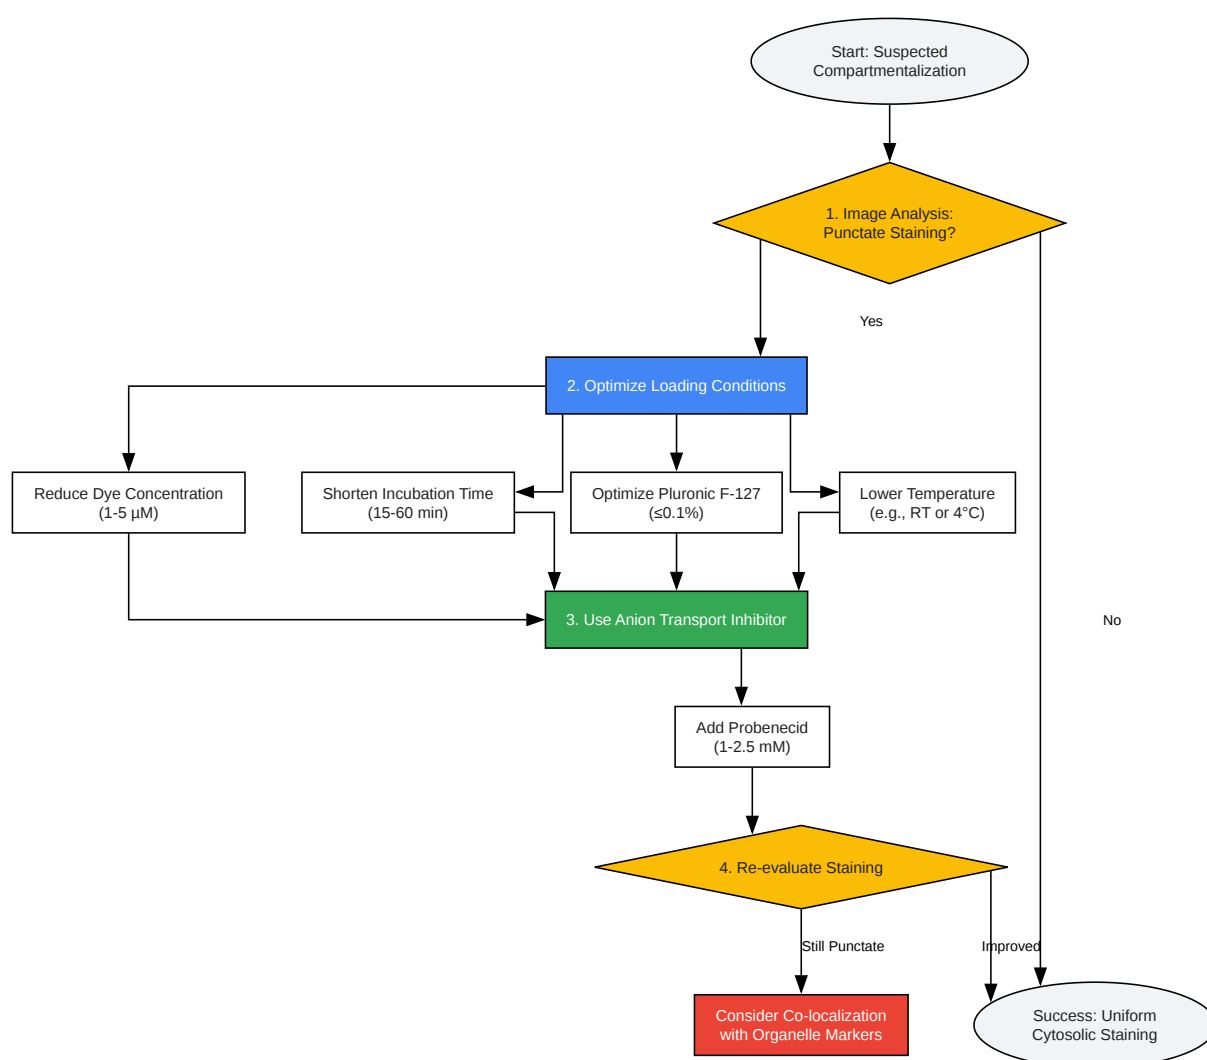 Start: Suspected
Compartmentalization
1. Image Analysis:
Punctate Staining?
Yes
2. Optimize Loading Conditions
Reduce Dye Concentration
(1-5 µM)
Shorten Incubation Time
(15-60 min)
Optimize Pluronic F-127
(≤0.1%)
Lower Temperature
(e.g., RT or 4°C)
3. Use Anion Transport Inhibitor
No
Add Probenecid
(1-2.5 mM)
4. Re-evaluate Staining
Still Punctate
Improved
Consider Co-localization
with Organelle Markers
Success: Uniform
Cytosolic Staining